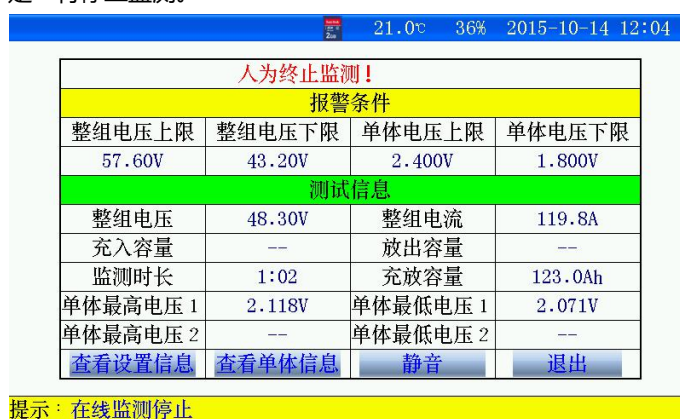 21.0℃ 36% 2015-10-14 12:04
人为终止监测!
报警条件
整组电压上限 整组电压下限 单体电压上限 单体电压下限
57.60V 43.20V 2.400V 1.800V
测试信息
整组电压 48.30V 整组电流 119.8A
充入容量 -- 放出容量 --
监测时长 1:02 充放容量 123.0Ah
单体最高电压1 2.118V 单体最低电压1 2.071V
单体最高电压2 -- 单体最低电压2 --
查看设置信息 查看单体信息 静音 退出
提示:在线监测停止